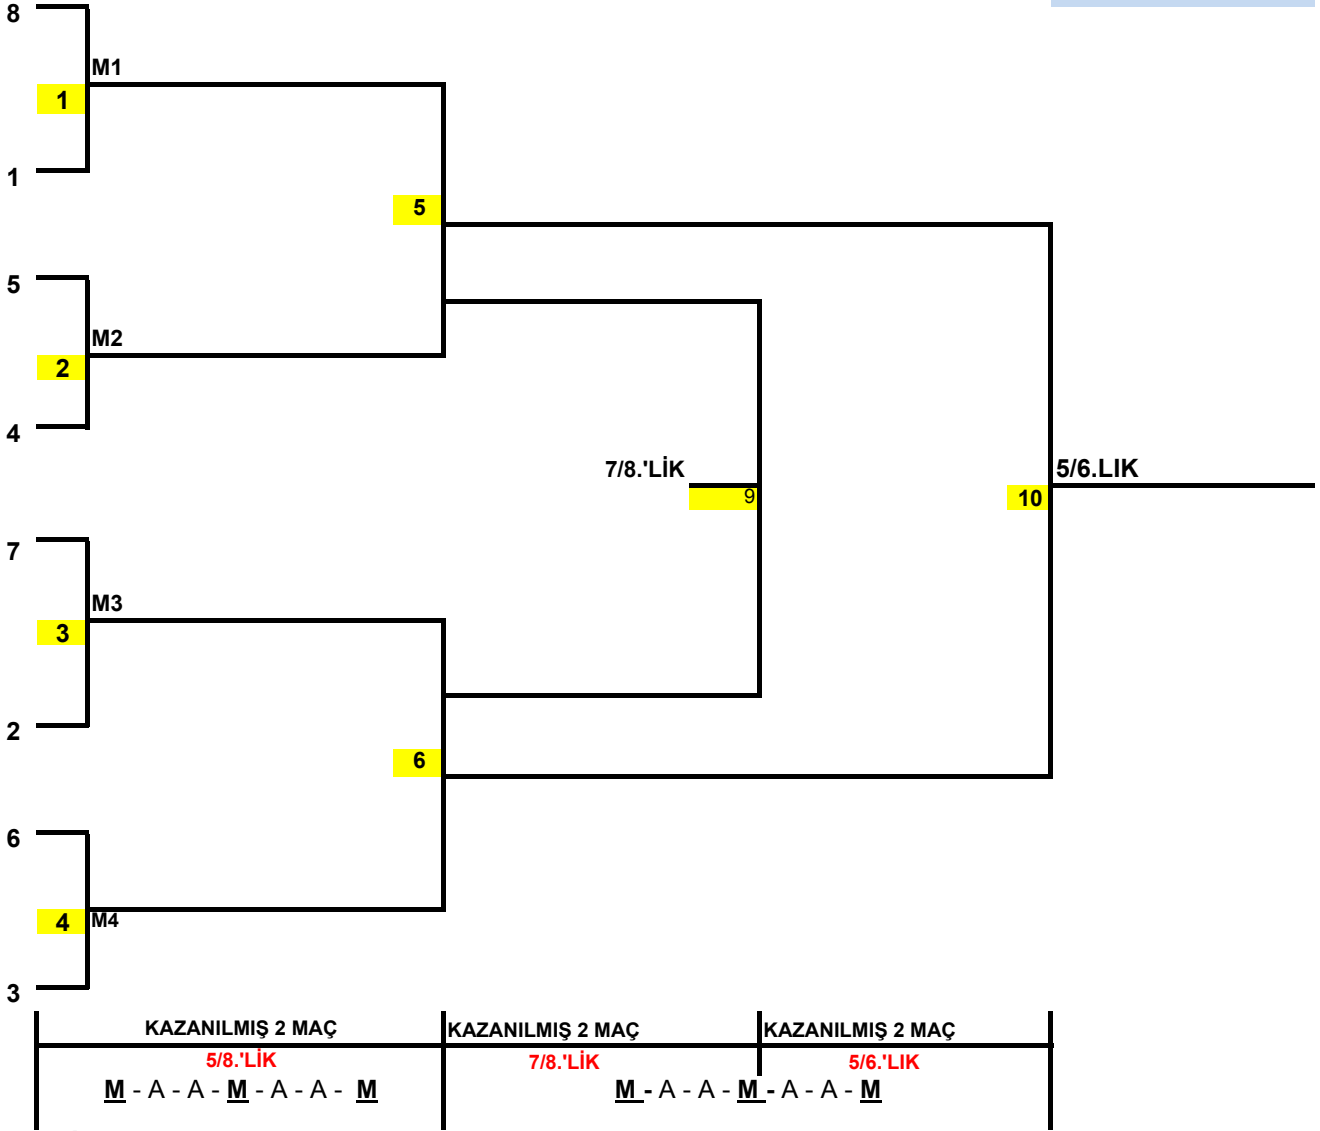 8
M1
1
1
5
5
M2
2
4
7/8.'LİK
5/6.LIK
9
10
7
M3
3
2
6
6
4
M4
3
KAZANILMIŞ 2 MAÇ
KAZANILMIŞ 2 MAÇ
KAZANILMIŞ 2 MAÇ
5/8.'LİK
7/8.'LİK
5/6.'LIK
M - A - A - M - A - A - M
M - A - A - M - A - A - M